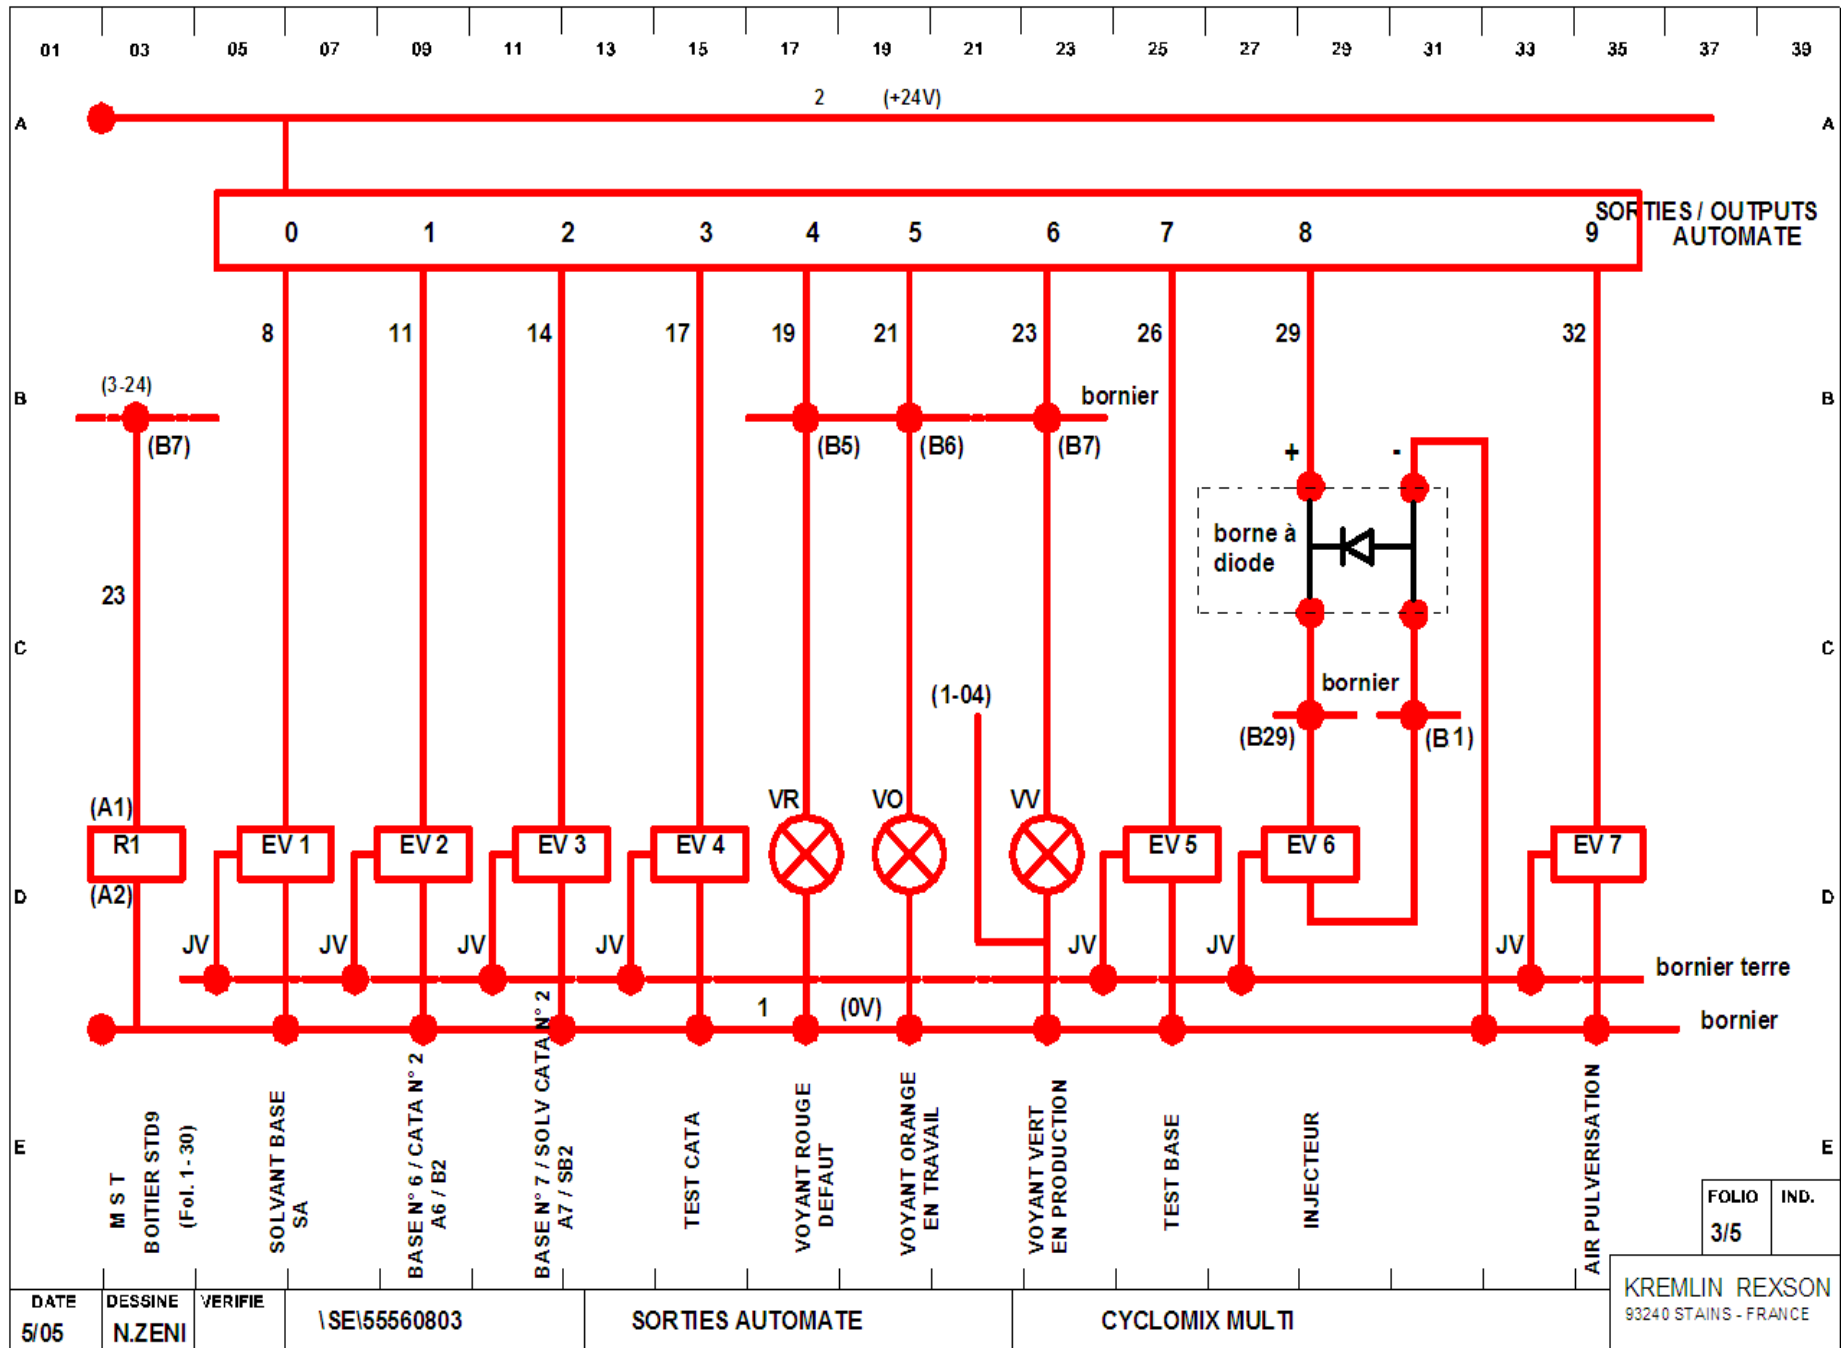 01 03 05 07 09 11 13 15 17 19 21 23 25 27 29 31 33 35 37 39
2 (+24V)
A A
SORTIES / OUTPUTS
AUTOMATE
0 1 2 3 4 5 6 7 8 9
8 11 14 17 19 21 23 26 29 32
(3-24)
B B
bornier
(B7) (B5) (B6) (B7)
+ -
borne à
diode
23
C C
bornier
(1-04)
(B29) (B1)
(A1)
VR VO VV
R1 EV 1 EV 2 EV 3 EV 4 EV 5 EV 6 EV 7
(A2)
D D
JV JV JV JV JV JV JV
bornier terre
1 (0V)
bornier
M S T
BOITIER STD9
(Fol. 1-30)
SOLVANT BASE
SA
BASE N° 6 / CATA N° 2
A6 / B2
BASE N° 7 / SOLV CATA N° 2
A7 / SB2
TEST CATA
VOYANT ROUGE
DEFAUT
VOYANT ORANGE
EN TRAVAIL
VOYANT VERT
EN PRODUCTION
TEST BASE
INJECTEUR
AIR PULVERISATION
E E
FOLIO IND.
3/5
DATE DESSINE VERIFIE
5/05 N.ZENI
\SE\55560803
SORTIES AUTOMATE
CYCLOMIX MULTI
KREMLIN REXSON
93240 STAINS - FRANCE